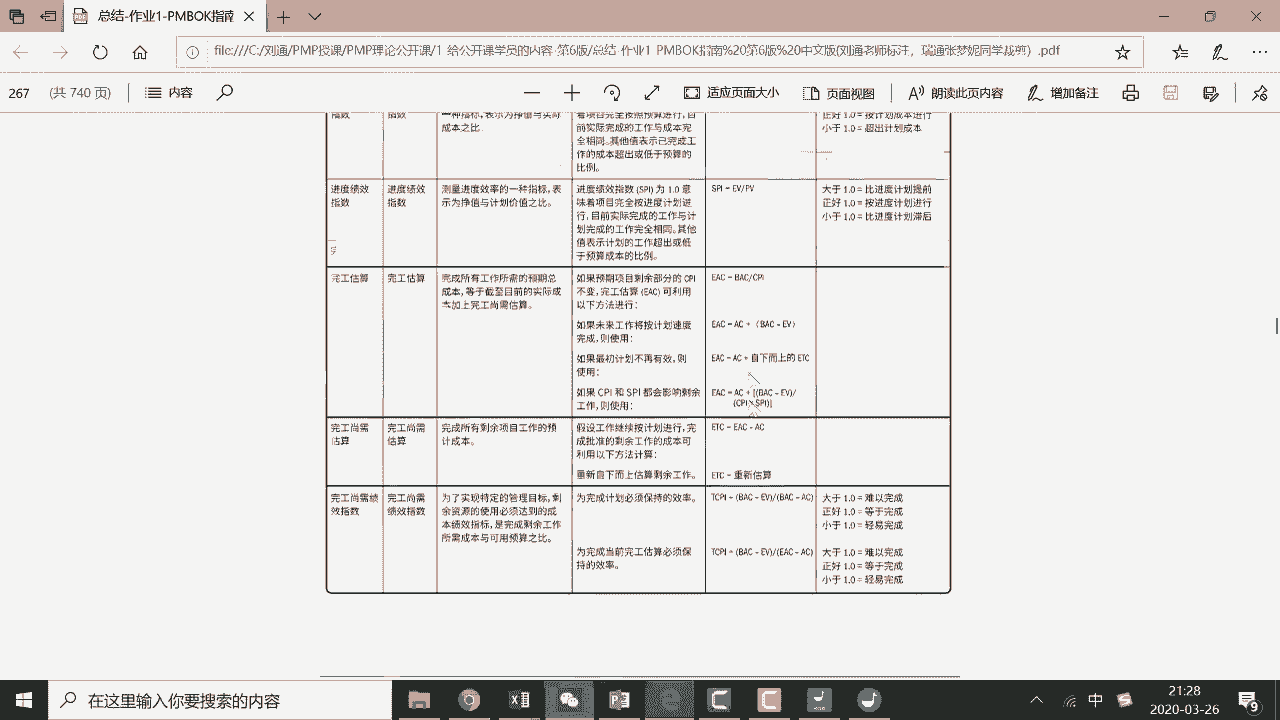 总结-作业1-PMBOK指南
file:///C:/刘通/PMP授课/PMP理论公开课/1 给公开课学员的内容 第6版/总结 作业1 PMBOK指南%20第6版%20中文版(刘通老师标注，瑞通张梦妮同学裁剪）.pdf
267 (共 740 页) 内容 适应页面大小 页面视图 朗读此页内容 增加备注
指数 指数 一种指标，表示为挣值与实际
成本之比
着项目完全按照预算进行，目
前实际完成的工作与成本完
全相同。其他值表示已完成工
作的成本超出或低于预算的
比例。
正好 1.0 = 按计划成本进行
小于 1.0 = 超出计划成本
进度绩效
指数
进度绩效
指数
测量进度效率的一种指标，表
示为挣值与计划价值之比。
进度绩效指数 (SPI) 为 1.0 意
味着项目完全按进度计划进
行，目前实际完成的工作与计
划完成的工作完全相同。其他
值表示计划的工作超出或低
于预算成本的比例。
SPI = EV/PV
大于 1.0 = 比进度计划提前
正好 1.0 = 按进度计划进行
小于 1.0 = 比进度计划滞后
完工估算
完工估算
完成所有工作所需的预期总
成本，等于截至目前的实际成
本加上完工尚需估算。
如果预期项目剩余部分的 CPI
不变，完工估算 (EAC) 可利用
以下方法进行：
EAC = BAC/CPI
如果未来工作将按计划速度
完成，则使用：
EAC = AC + （BAC - EV）
如果最初计划不再有效，则
使用：
EAC = AC + 自下而上的 ETC
如果 CPI 和 SPI 都会影响剩余
工作，则使用：
EAC = AC + [(BAC - EV)/
(CPI × SPI)]
完工尚需
估算
完工尚需
估算
完成所有剩余项目工作的预
计成本。
假设工作继续按计划进行，完
成批准的剩余工作的成本可
利用以下方法计算：
ETC = EAC - AC
重新自下而上估算剩余工作。
ETC = 重新估算
完工尚需绩
效指数
完工尚需
绩效指数
为了实现特定的管理目标，剩
余资源的使用必须达到的成
本绩效指标，是完成剩余工作
所需成本与可用预算之比。
为完成计划必须保持的效率。
TCPI = (BAC - EV)/(BAC - AC)
大于 1.0 = 难以完成
正好 1.0 = 等于完成
小于 1.0 = 轻易完成
为完成当前完工估算必须保
持的效率。
TCPI = (BAC - EV)/(EAC - AC)
大于 1.0 = 难以完成
正好 1.0 = 等于完成
小于 1.0 = 轻易完成
在这里输入你要搜索的内容
中
21:28
2020-03-26
9